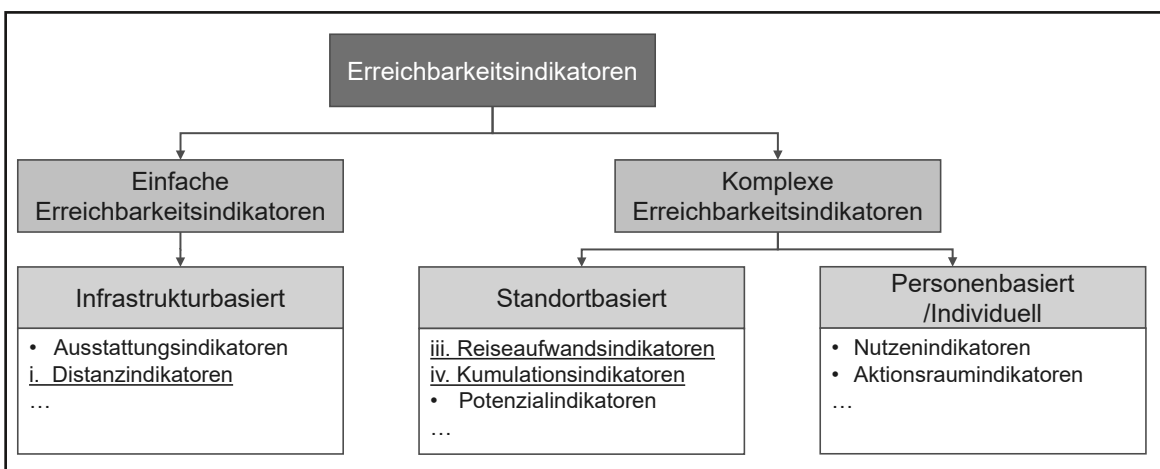 Erreichbarkeitsindikatoren
Einfache
Erreichbarkeitsindikatoren
Komplexe
Erreichbarkeitsindikatoren
Infrastrukturbasiert
• Ausstattungsindikatoren
i. Distanzindikatoren
…
Standortbasiert
iii. Reiseaufwandsindikatoren
iv. Kumulationsindikatoren
• Potenzialindikatoren
…
Personenbasiert
/Individuell
• Nutzenindikatoren
• Aktionsraumindikatoren
…